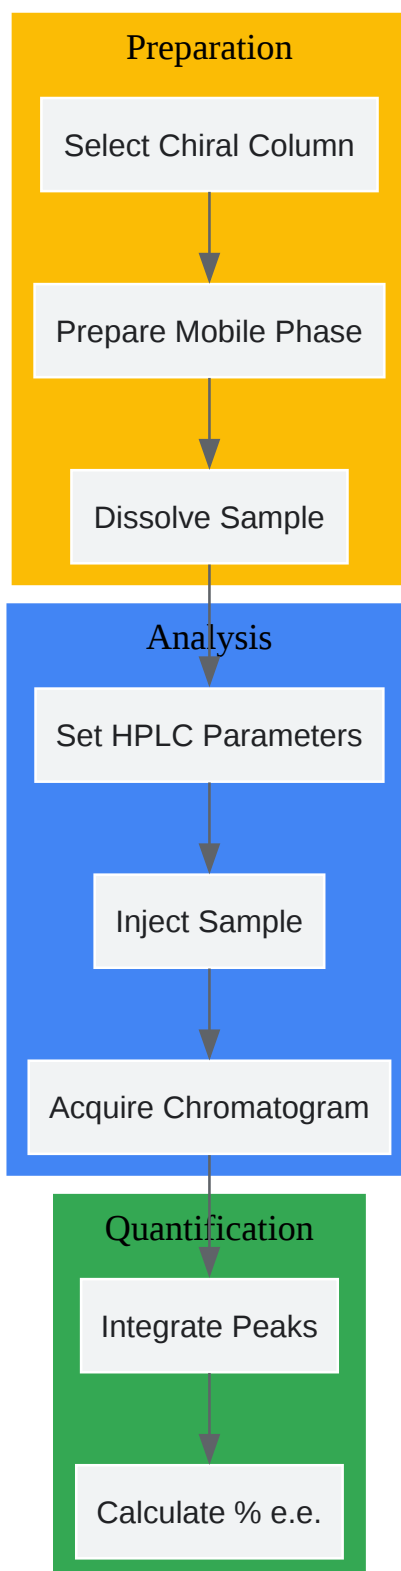 Preparation
Select Chiral Column
Prepare Mobile Phase
Dissolve Sample
Analysis
Set HPLC Parameters
Inject Sample
Acquire Chromatogram
Quantification
Integrate Peaks
Calculate % e.e.